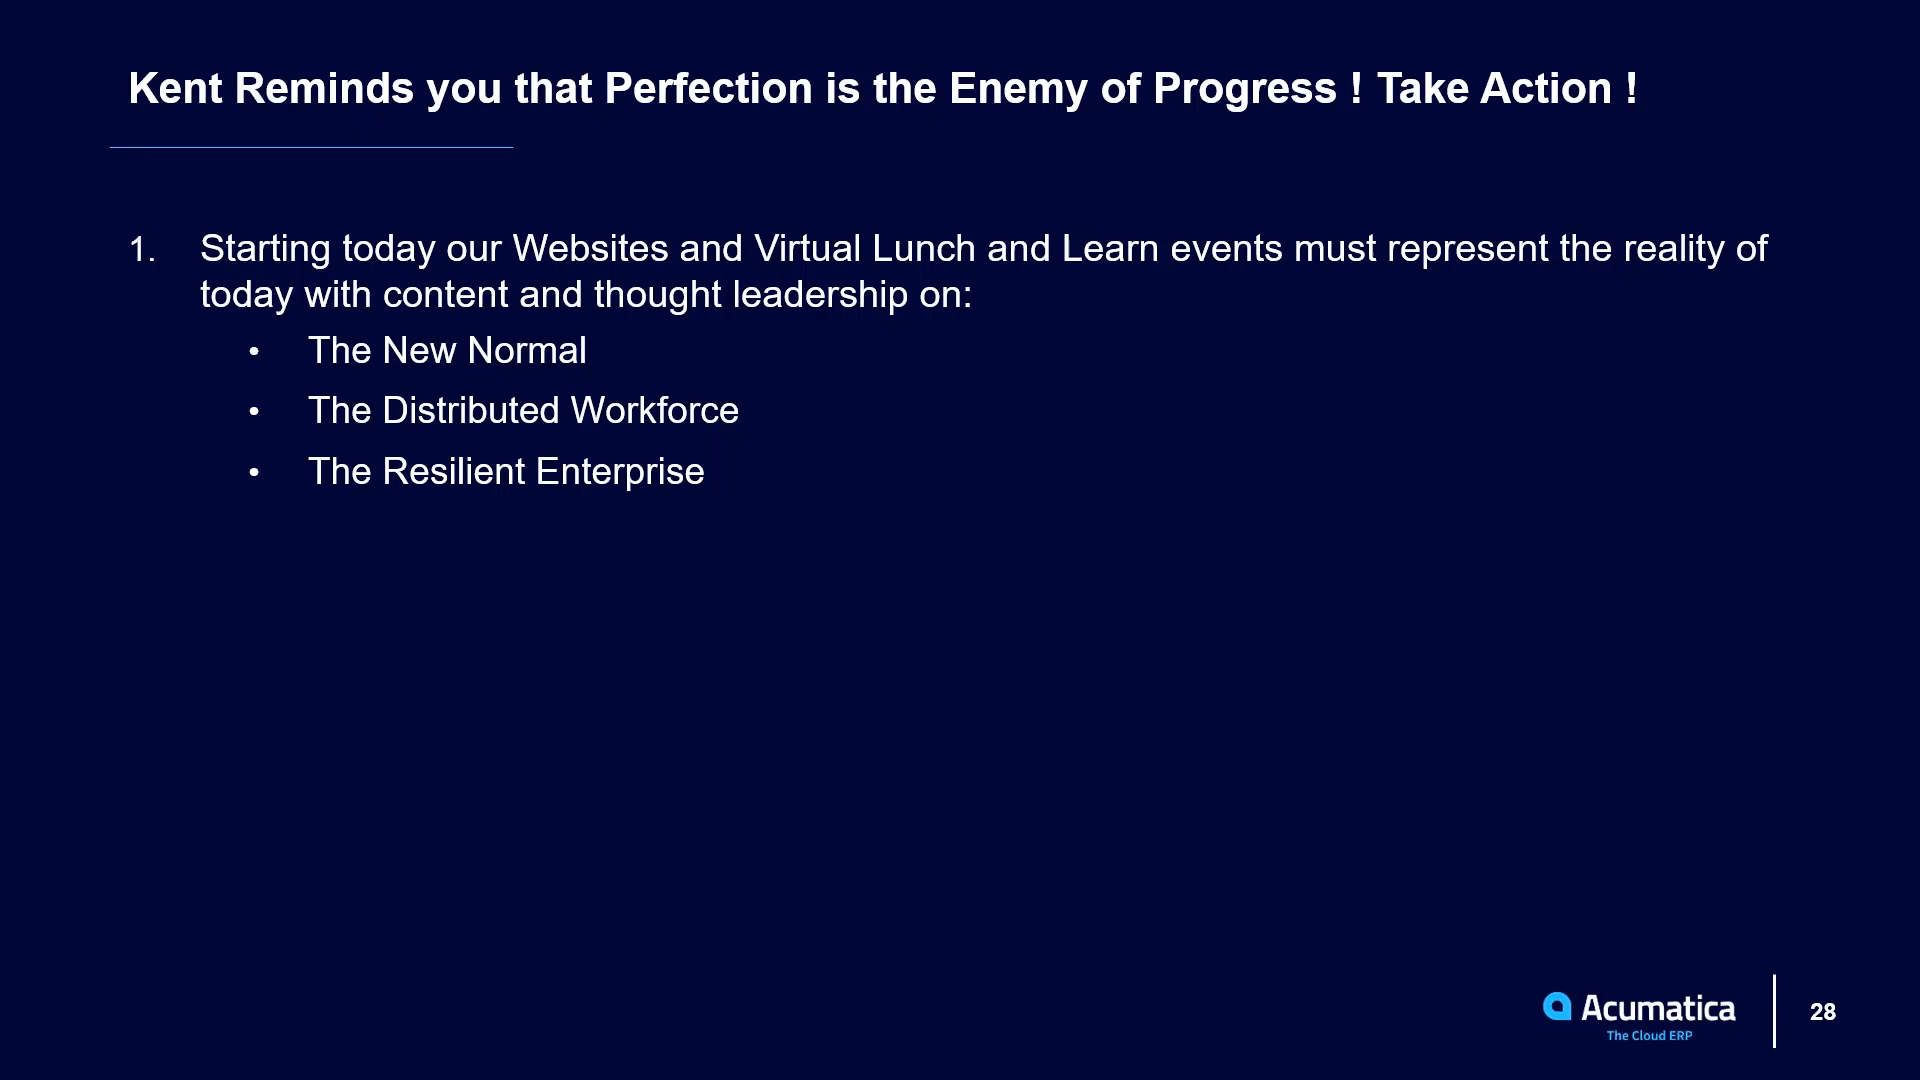 Kent Reminds you that Perfection is the Enemy of Progress ! Take Action !
1. Starting today our Websites and Virtual Lunch and Learn events must represent the reality of
today with content and thought leadership on:
• The New Normal
• The Distributed Workforce
• The Resilient Enterprise
Acumatica
The Cloud ERP
28